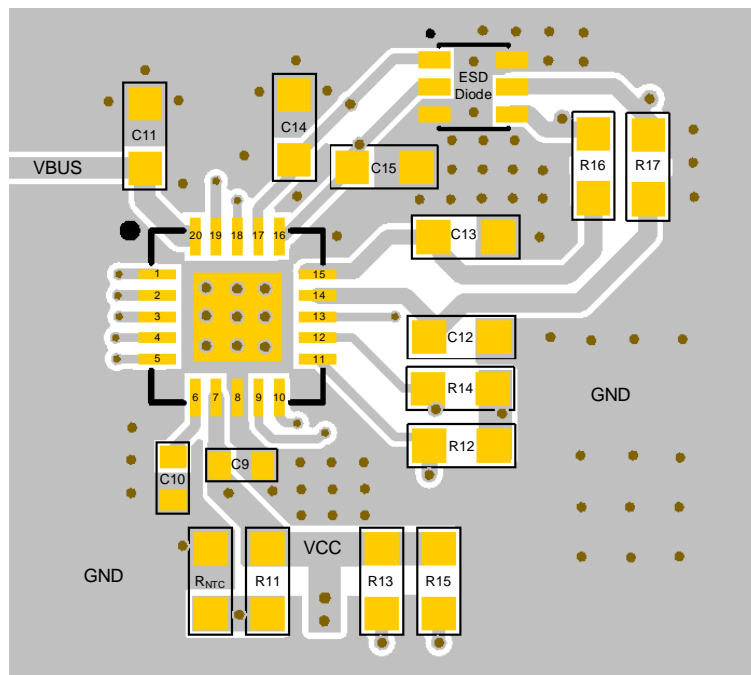 ESD
Diode
C11
C14
VBUS
C15
R16
R17
20
19
18
17
16
C13
1
2
3
4
5
15
14
13
12
11
C12
R14
GND
6
7
8
9
10
R12
C10
C9
VCC
GND
RNTC
R11
R13
R15